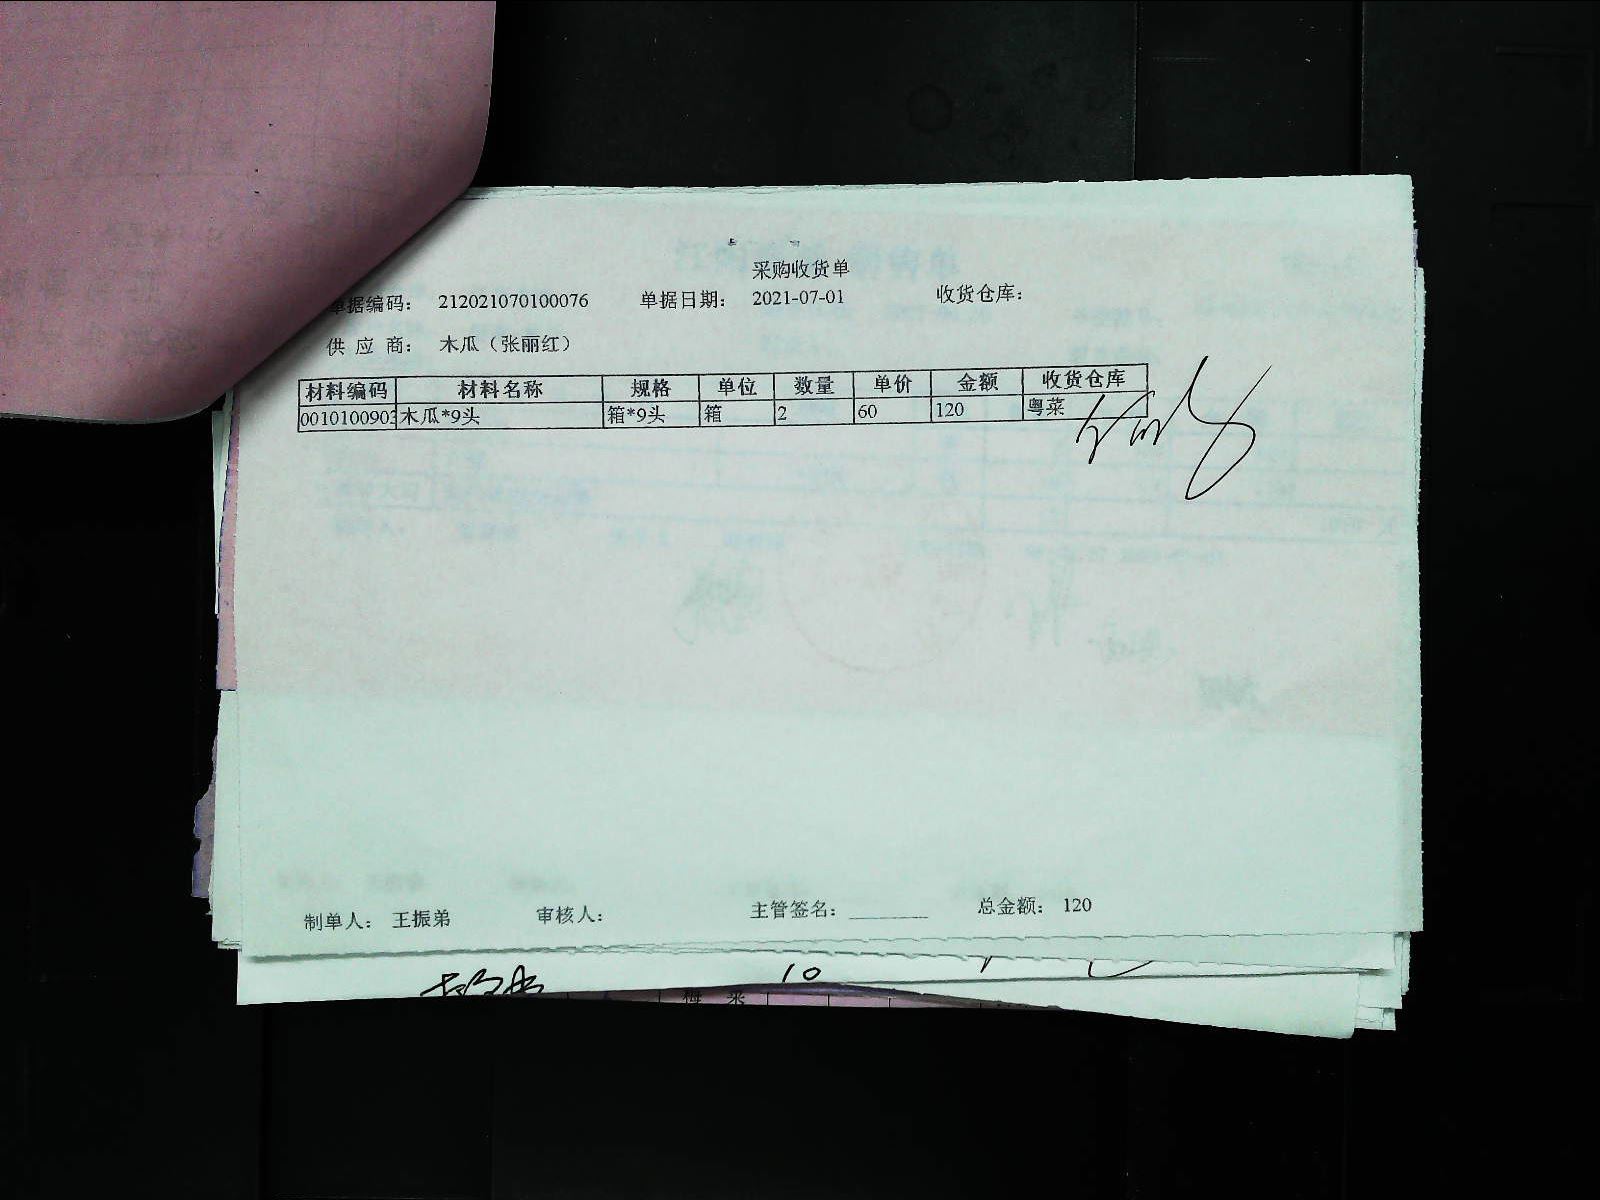 采购收货单
单据编码： 212021070100076 单据日期： 2021-07-01 收货仓库：
供 应 商： 木瓜（张丽红）
材料编码 材料名称 规格 单位 数量 单价 金额 收货仓库
0010100903 木瓜*9头 箱*9头 箱 2 60 120 粤菜
制单人： 王振弟 审核人： 主管签名： 总金额： 120
10